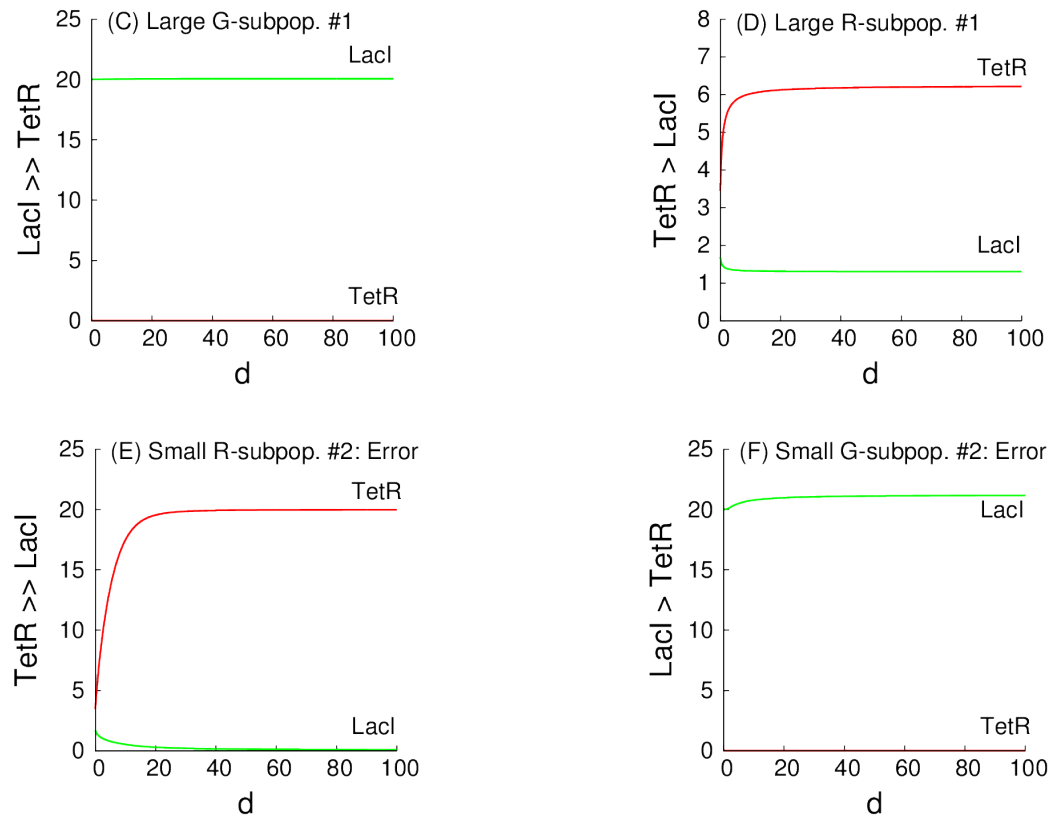 (C) Large G-subpop. #1
LacI >> TetR
25
20
15
10
5
0
LacI
TetR
0 20 40 60 80 100
d
(D) Large R-subpop. #1
TetR > LacI
8
7
6
5
4
3
2
1
0
TetR
LacI
0 20 40 60 80 100
d
(E) Small R-subpop. #2: Error
TetR >> LacI
25
20
15
10
5
0
TetR
LacI
0 20 40 60 80 100
d
(F) Small G-subpop. #2: Error
LacI > TetR
25
20
15
10
5
0
LacI
TetR
0 20 40 60 80 100
d